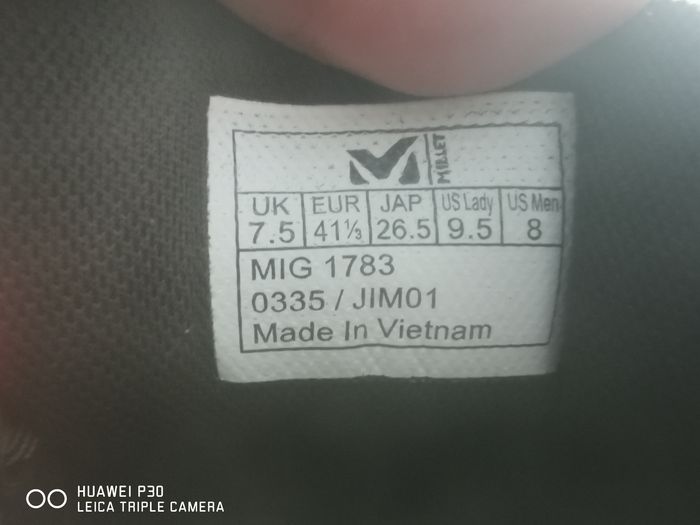 MILLET
UK EUR JAP US Lady US Men
7.5 41⅓ 26.5 9.5 8
MIG 1783
0335 / JIM01
Made In Vietnam
HUAWEI P30
LEICA TRIPLE CAMERA